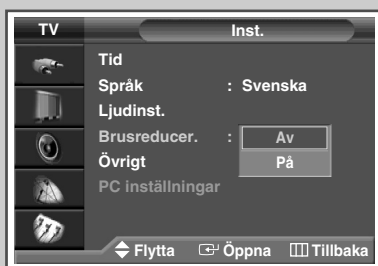 TV Inst.
Tid
Språk : Svenska
Ljudinst.
Brusreducer. : Av
Övrigt På
PC inställningar
Flytta Öppna Tillbaka